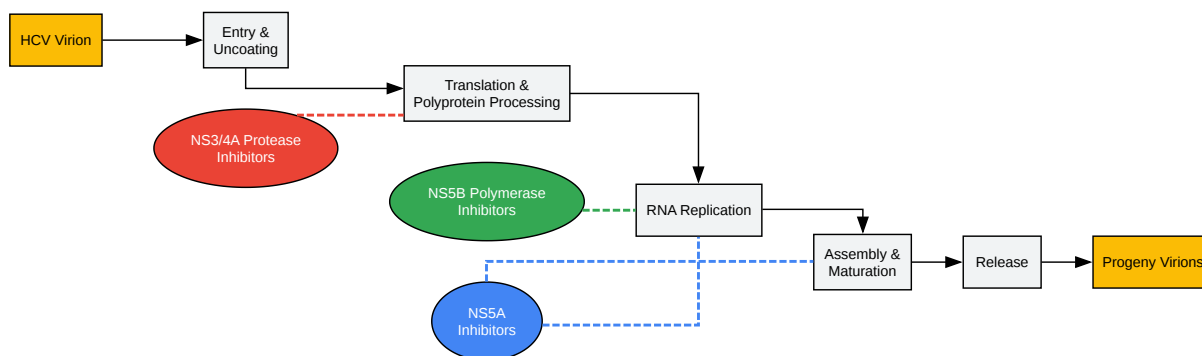 HCV Virion
Entry &
Uncoating
Translation &
Polyprotein Processing
NS3/4A Protease
Inhibitors
NS5B Polymerase
Inhibitors
RNA Replication
Assembly &
Maturation
Release
Progeny Virions
NS5A
Inhibitors